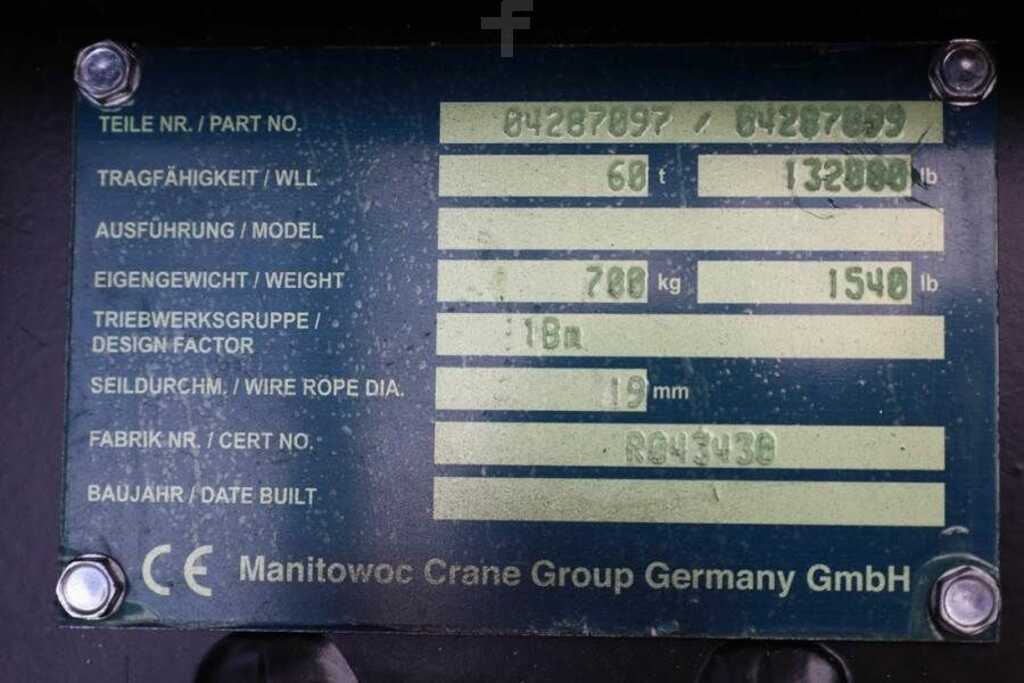 f
TEILE NR. / PART NO. 04287097 / 04287099
TRAGFÄHIGKEIT / WLL 60 t 132000 lb
AUSFÜHRUNG / MODEL
EIGENGEWICHT / WEIGHT 700 kg 1540 lb
TRIEBWERKSGRUPPE /
DESIGN FACTOR 1Bm
SEILDURCHM. / WIRE ROPE DIA. 19 mm
FABRIK NR. / CERT NO. R043430
BAUJAHR / DATE BUILT
CE Manitowoc Crane Group Germany GmbH